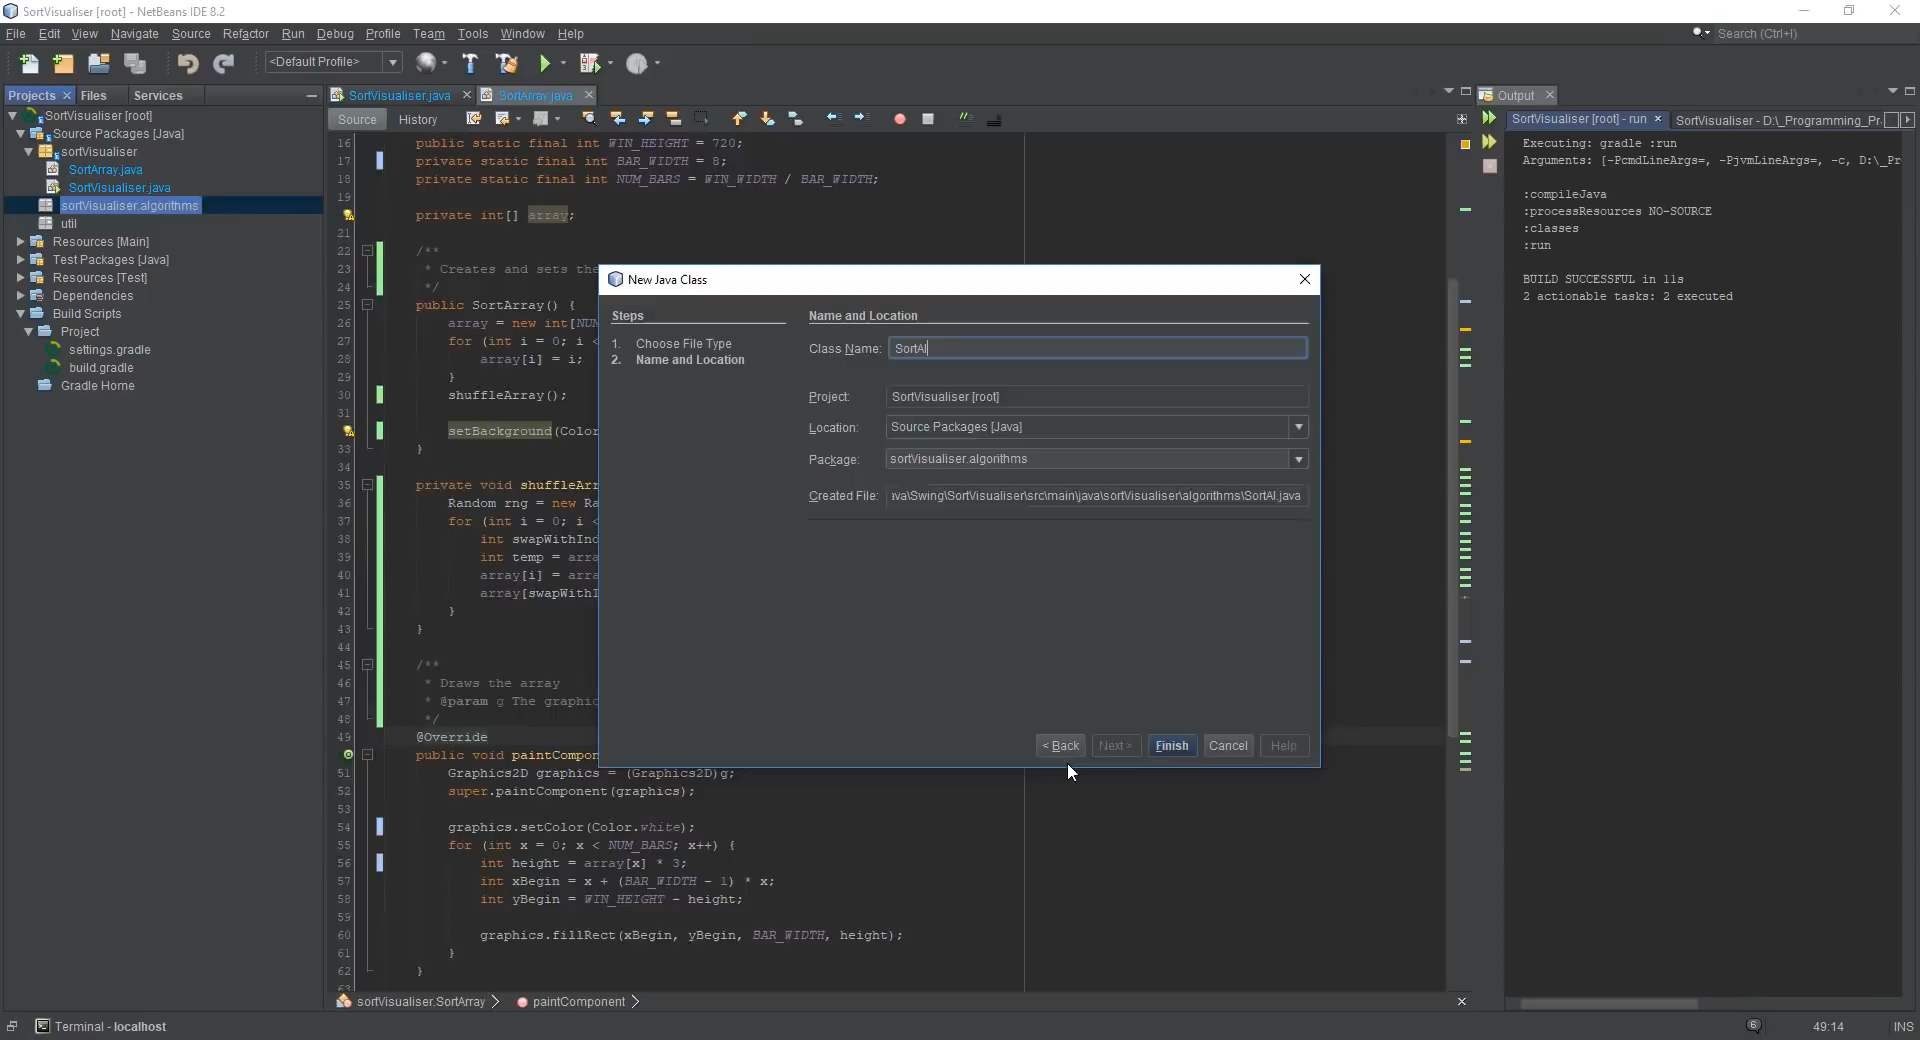 SortVisualiser [root] - NetBeans IDE 8.2
File Edit View Navigate Source Refactor Run Debug Profile Team Tools Window Help
Search (Ctrl+I)
<Default Profile>
Projects Files Services
SortVisualiser [root]
Source Packages [Java]
sortVisualiser
SortArray.java
SortVisualiser.java
sortVisualiser.algorithms
util
Resources [Main]
Test Packages [Java]
Resources [Test]
Dependencies
Build Scripts
Project
settings.gradle
build.gradle
Gradle Home
SortVisualiser.java SortArray.java
Source History
16 public static final int WIN_HEIGHT = 720;
17 private static final int BAR_WIDTH = 8;
18 private static final int NUM_BARS = WIN_WIDTH / BAR_WIDTH;
19
private int[] array;
21
22 /**
23 * Creates and sets the
24 */
25 public SortArray() {
26 array = new int[NUM
27 for (int i = 0; i <
28 array[i] = i;
29 }
30 shuffleArray();
31
setBackground(Color
33 }
34
35 private void shuffleArr
36 Random rng = new Ra
37 for (int i = 0; i <
38 int swapWithInd
39 int temp = arra
40 array[i] = arra
41 array[swapWithI
42 }
43 }
44
45 /**
46 * Draws the array
47 * @param g The graphic
48 */
49 @Override
public void paintCompon
51 Graphics2D graphics = (Graphics2D)g;
52 super.paintComponent(graphics);
53
54 graphics.setColor(Color.white);
55 for (int x = 0; x < NUM_BARS; x++) {
56 int height = array[x] * 3;
57 int xBegin = x + (BAR_WIDTH - 1) * x;
58 int yBegin = WIN_HEIGHT - height;
59
60 graphics.fillRect(xBegin, yBegin, BAR_WIDTH, height);
61 }
62 }
63
sortVisualiser.SortArray paintComponent
New Java Class
Steps
1. Choose File Type
2. Name and Location
Name and Location
Class Name: SortAl
Project: SortVisualiser [root]
Location: Source Packages [Java]
Package: sortVisualiser.algorithms
Created File: ava\Swing\SortVisualiser\src\main\java\sortVisualiser\algorithms\SortAl.java
< Back Next > Finish Cancel Help
Output
SortVisualiser [root] - run SortVisualiser - D:\_Programming_Pr
Executing: gradle :run
Arguments: [-PcmdLineArgs=, -PjvmLineArgs=, -c, D:\_Pr
:compileJava
:processResources NO-SOURCE
:classes
:run
BUILD SUCCESSFUL in 11s
2 actionable tasks: 2 executed
Terminal - localhost
6
49:14
INS